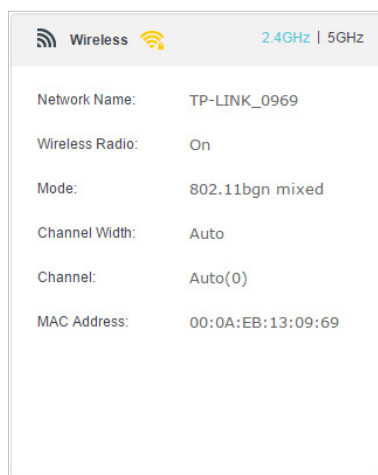 Wireless 2.4GHz | 5GHz
Network Name: TP-LINK_0969
Wireless Radio: On
Mode: 802.11bgn mixed
Channel Width: Auto
Channel: Auto(0)
MAC Address: 00:0A:EB:13:09:69